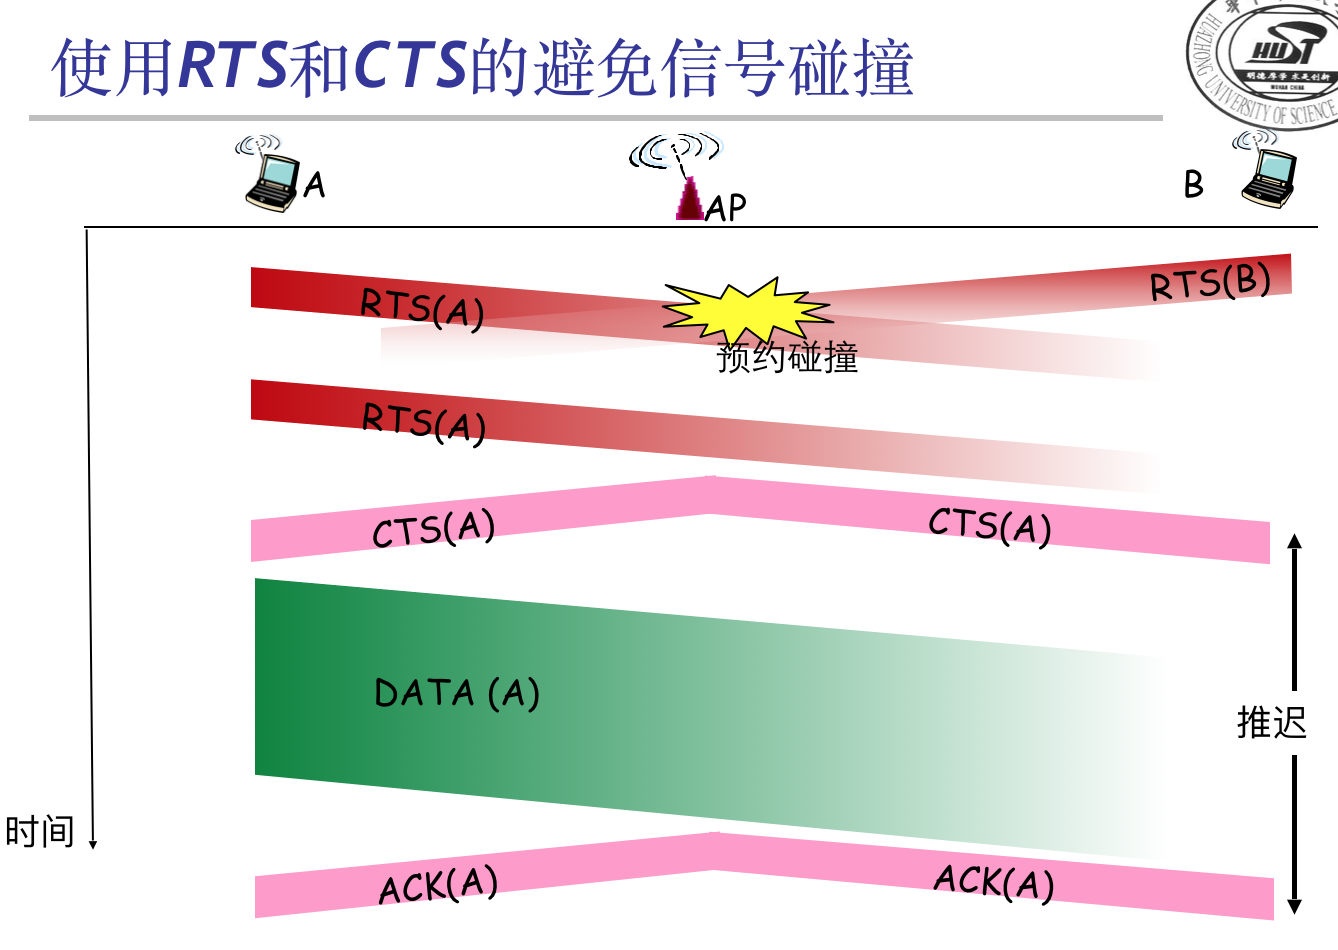 使用RTS和CTS的避免信号碰撞
HUAZHONG UNIVERSITY OF SCIENCE
HUST
明德厚学 求是创新
WUHAN CHINA
A
AP
B
RTS(A)
RTS(B)
预约碰撞
RTS(A)
CTS(A)
CTS(A)
DATA (A)
推迟
时间
ACK(A)
ACK(A)